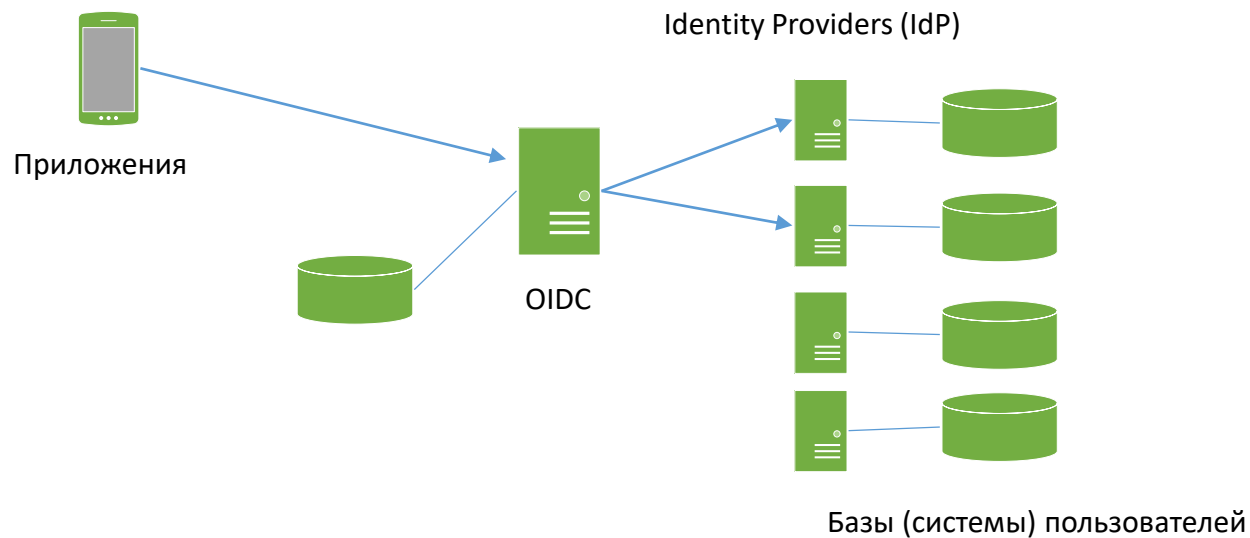 Identity Providers (IdP)
Приложения
OIDC
Базы (системы) пользователей